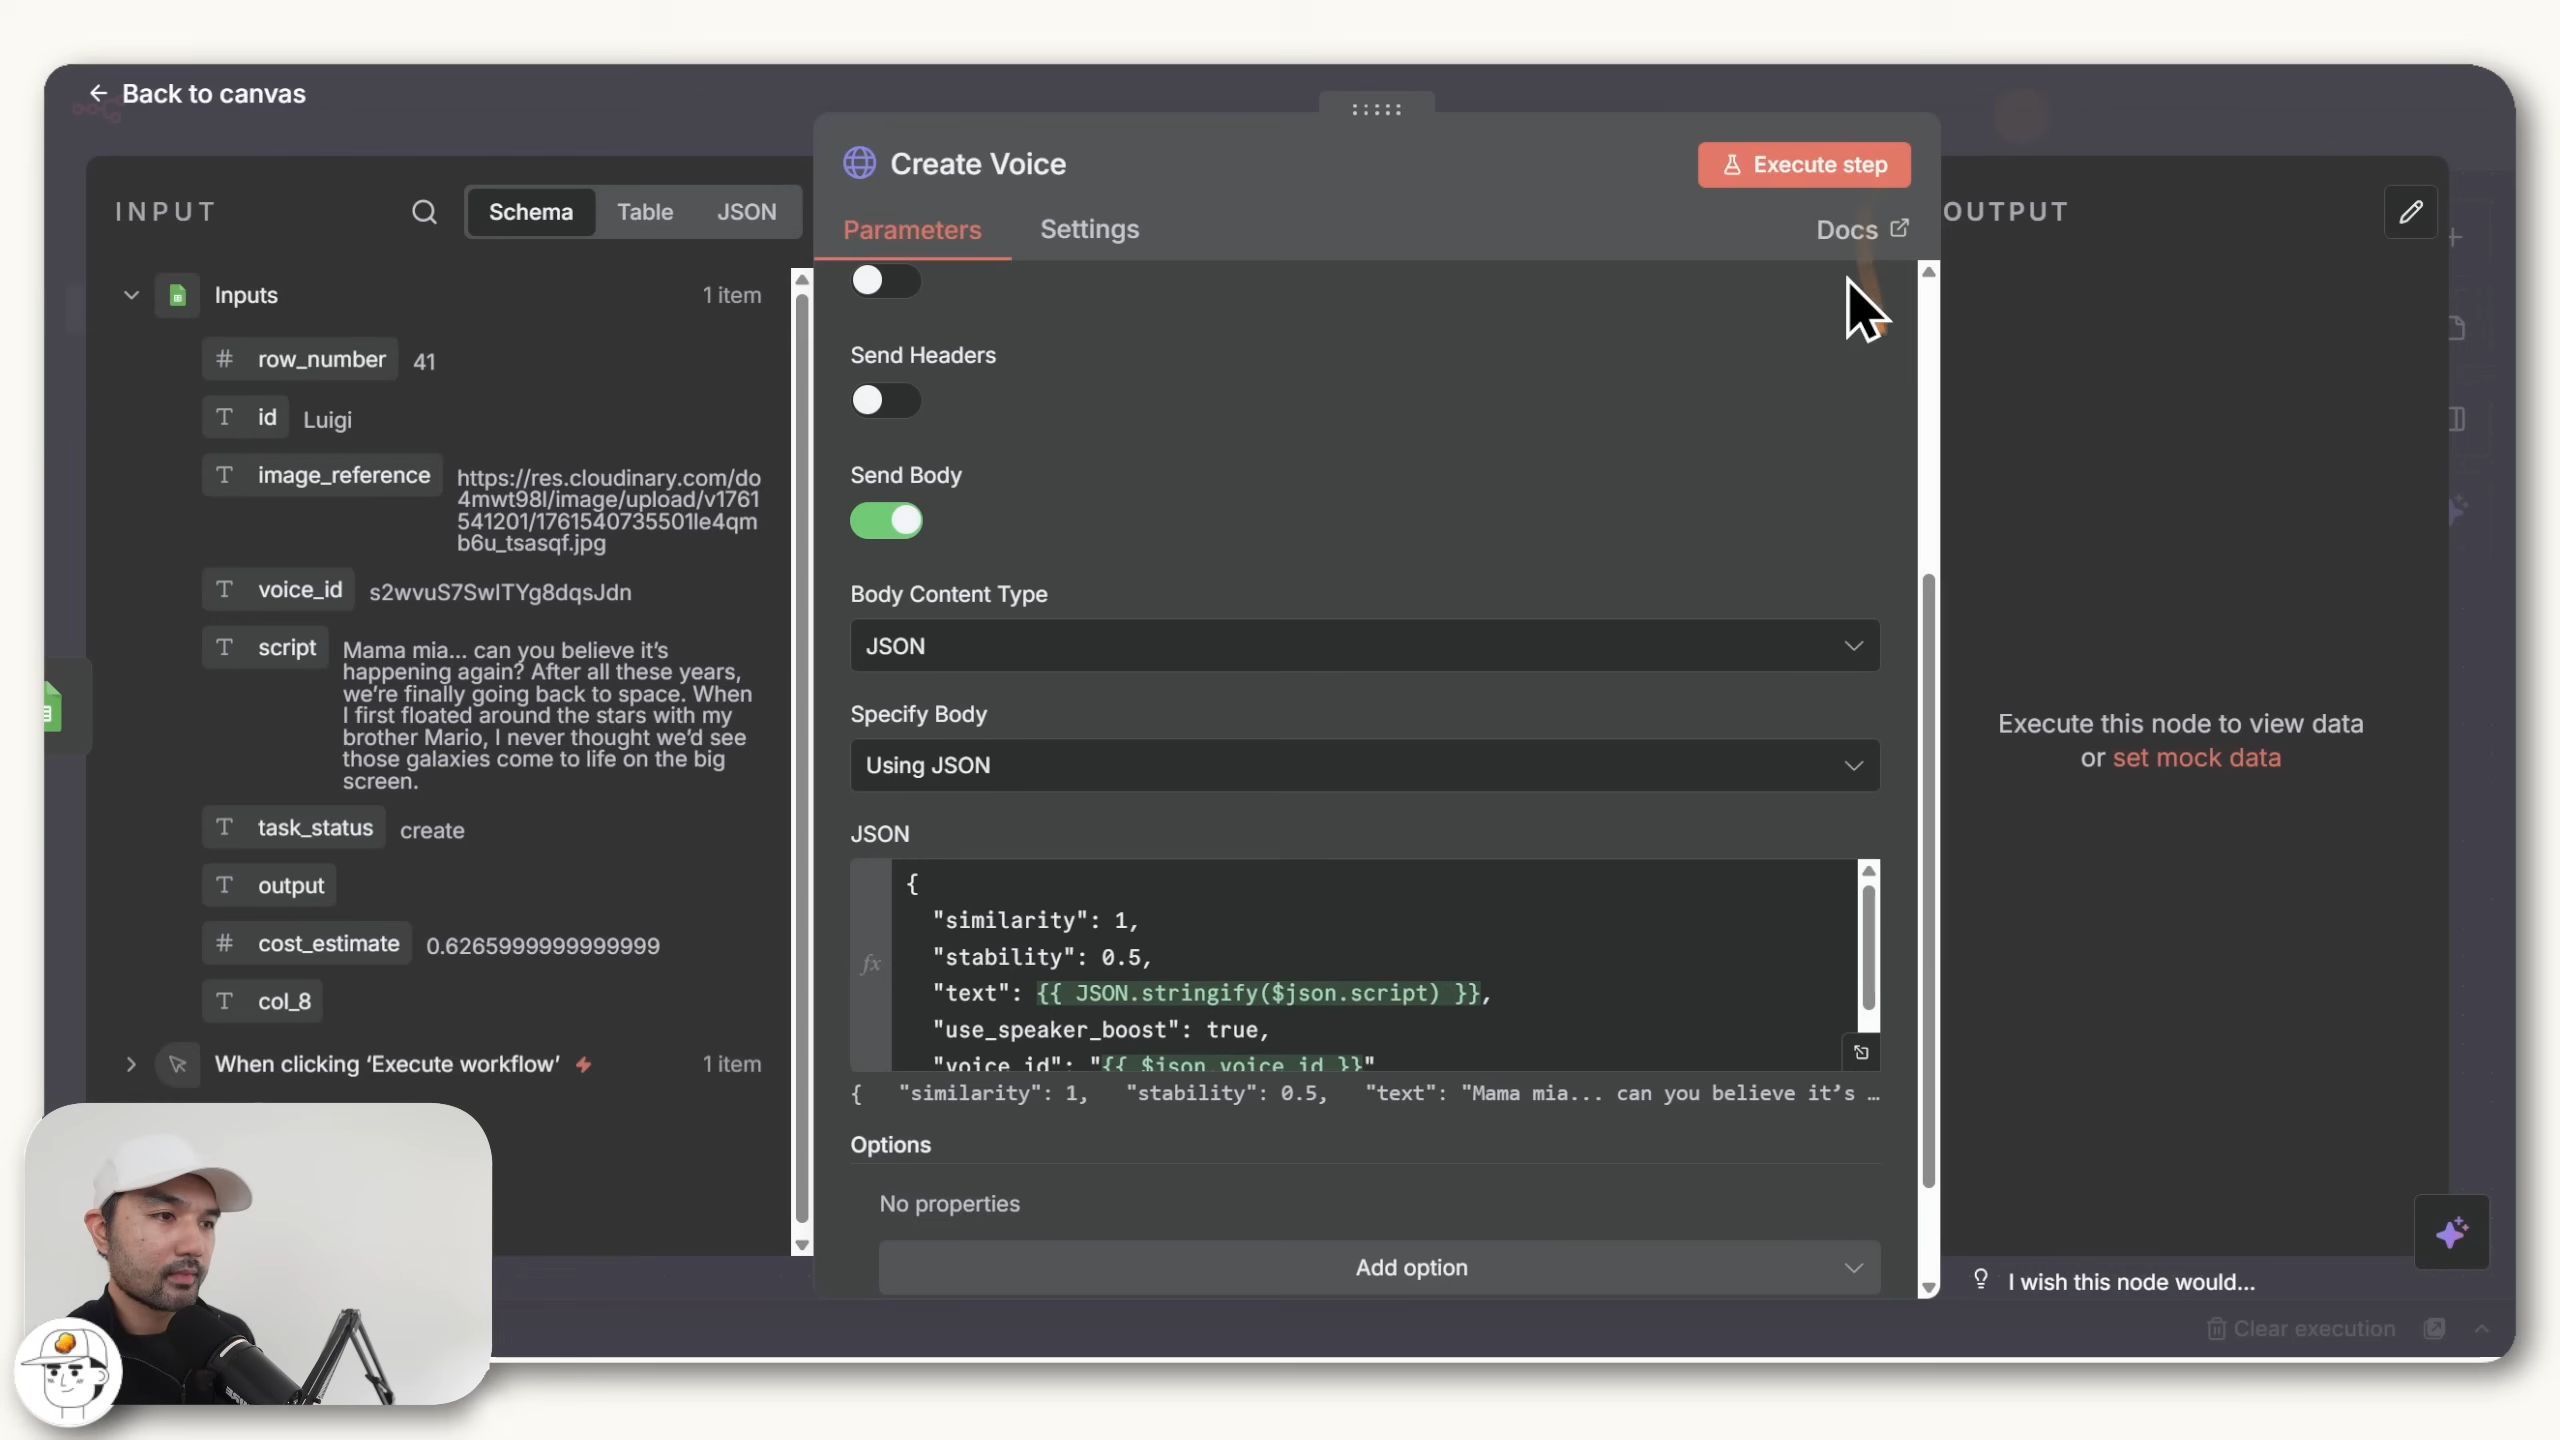 Back to canvas
INPUT
Schema
Table
JSON
Inputs
1 item
# row_number 41
T id Luigi
T image_reference https://res.cloudinary.com/do
4mwt98l/image/upload/v1761
541201/1761540735501le4qm
b6u_tsasqf.jpg
T voice_id s2wvuS7SwITYg8dqsJdn
T script Mama mia... can you believe it’s
happening again? After all these years,
we’re finally going back to space. When
I first floated around the stars with my
brother Mario, I never thought we’d see
those galaxies come to life on the big
screen.
T task_status create
T output
# cost_estimate 0.6265999999999999
T col_8
When clicking ‘Execute workflow’
1 item
Create Voice
Execute step
Parameters
Settings
Docs
Send Headers
Send Body
Body Content Type
JSON
Specify Body
Using JSON
JSON
fx
{
"similarity": 1,
"stability": 0.5,
"text": {{ JSON.stringify($json.script) }},
"use_speaker_boost": true,
"voice_id": "{{ $json.voice_id }}"
{ "similarity": 1, "stability": 0.5, "text": "Mama mia... can you believe it’s …
Options
No properties
Add option
OUTPUT
Execute this node to view data
or set mock data
I wish this node would...
Clear execution